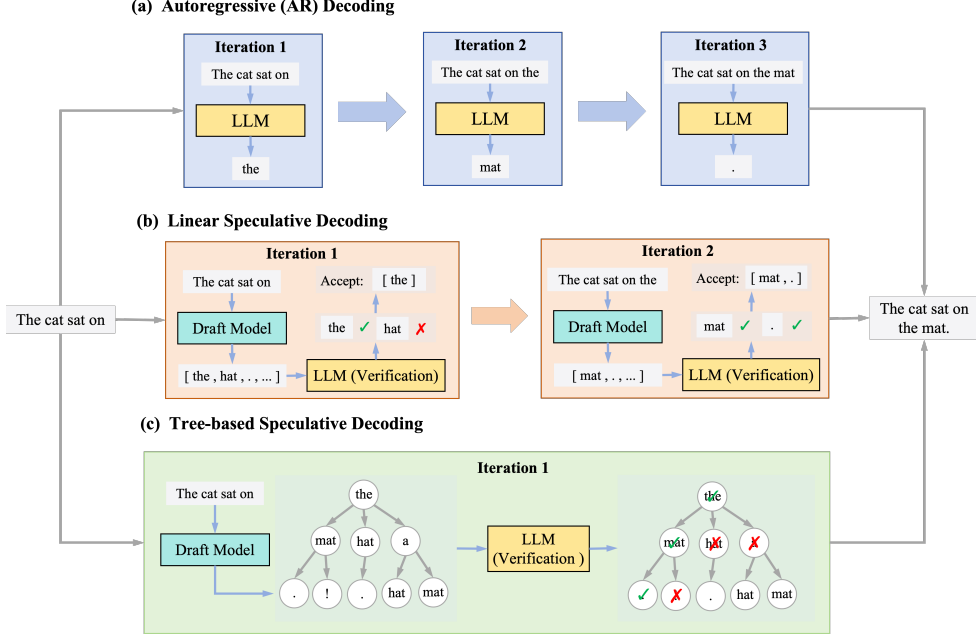 (a) Autoregressive (AR) Decoding
Iteration 1
The cat sat on
LLM
the
Iteration 2
The cat sat on the
LLM
mat
Iteration 3
The cat sat on the mat
LLM
.
The cat sat on
(b) Linear Speculative Decoding
Iteration 1
The cat sat on
Draft Model
[ the , hat , . , ... ]
LLM (Verification)
the ✓ hat ✗
Accept: [ the ]
Iteration 2
The cat sat on the
Draft Model
[ mat , . , ... ]
LLM (Verification)
mat ✓ . ✓
Accept: [ mat , . ]
The cat sat on
the mat.
(c) Tree-based Speculative Decoding
Iteration 1
The cat sat on
Draft Model
the
mat hat a
. ! . hat mat
LLM
(Verification )
the
mat hat a
. hat mat